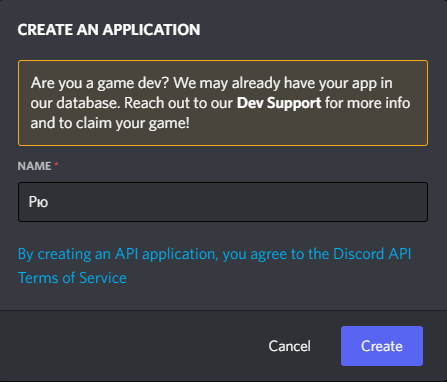 CREATE AN APPLICATION
Are you a game dev? We may already have your app in
our database. Reach out to our Dev Support for more info
and to claim your game!
NAME *
Рю
By creating an API application, you agree to the Discord API
Terms of Service
Cancel
Create